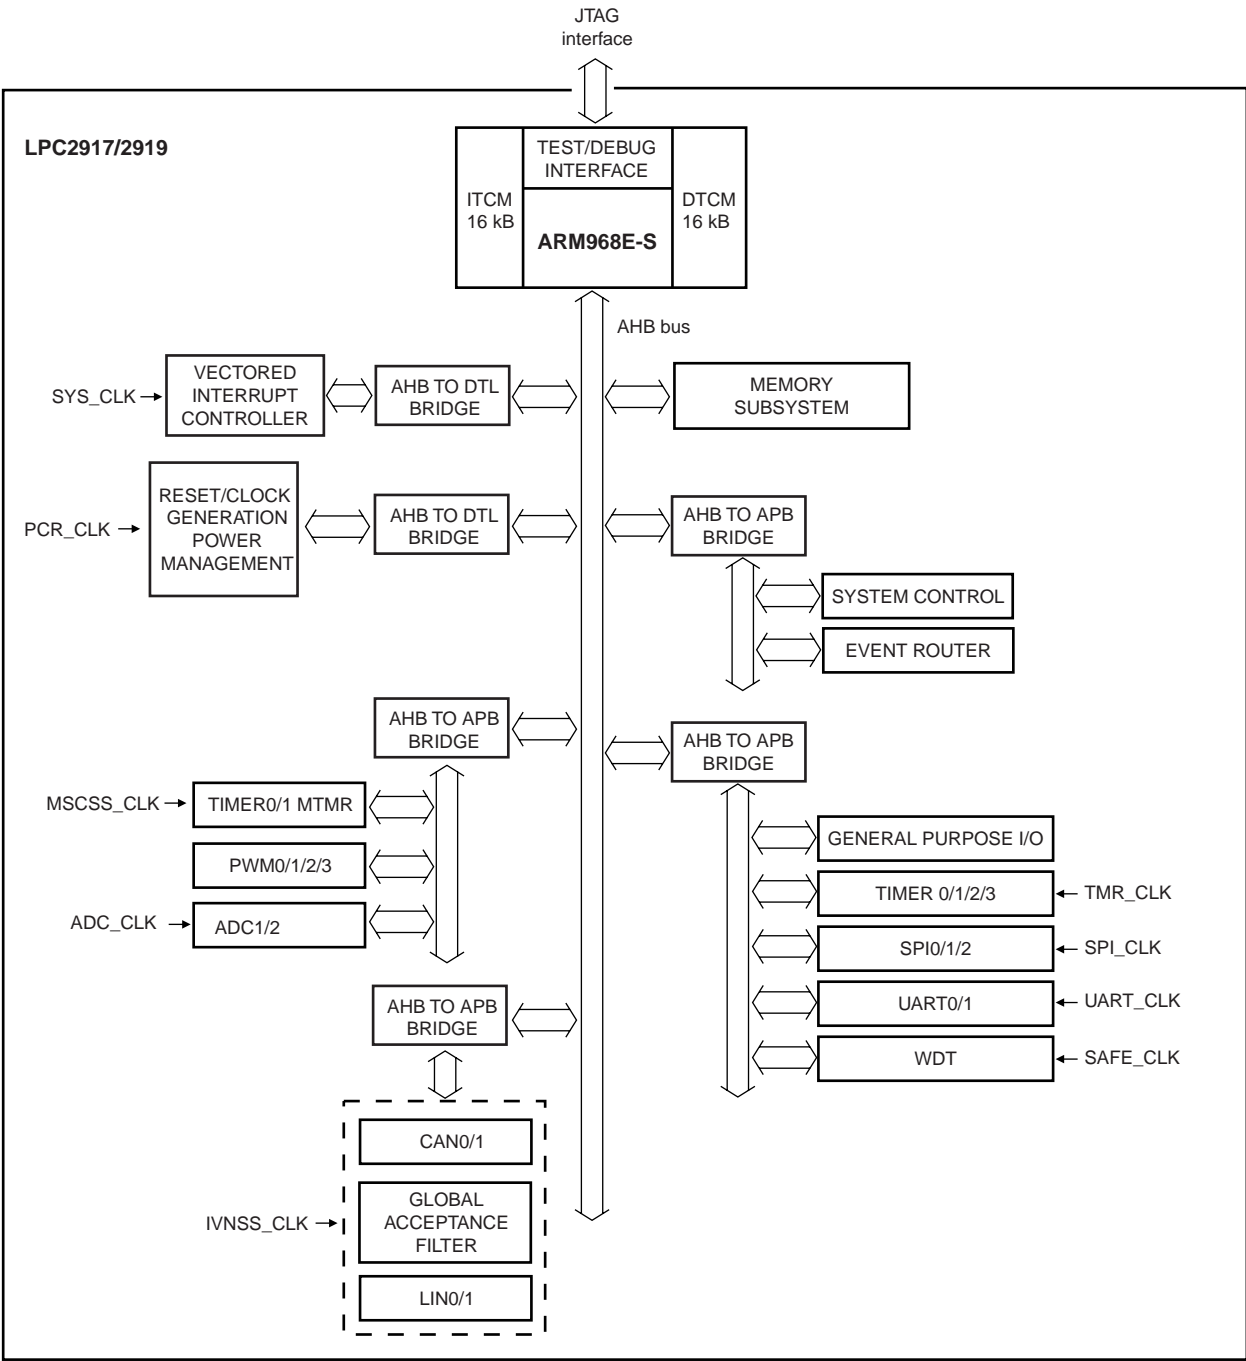 JTAG
interface
LPC2917/2919
TEST/DEBUG
INTERFACE
ITCM
16 kB
DTCM
16 kB
ARM968E-S
AHB bus
SYS_CLK
VECTORED
INTERRUPT
CONTROLLER
AHB TO DTL
BRIDGE
MEMORY
SUBSYSTEM
PCR_CLK
RESET/CLOCK
GENERATION
POWER
MANAGEMENT
AHB TO DTL
BRIDGE
AHB TO APB
BRIDGE
SYSTEM CONTROL
EVENT ROUTER
AHB TO APB
BRIDGE
AHB TO APB
BRIDGE
MSCSS_CLK
TIMER0/1 MTMR
PWM0/1/2/3
ADC_CLK
ADC1/2
GENERAL PURPOSE I/O
TIMER 0/1/2/3
TMR_CLK
SPI0/1/2
SPI_CLK
UART0/1
UART_CLK
WDT
SAFE_CLK
AHB TO APB
BRIDGE
CAN0/1
IVNSS_CLK
GLOBAL
ACCEPTANCE
FILTER
LIN0/1